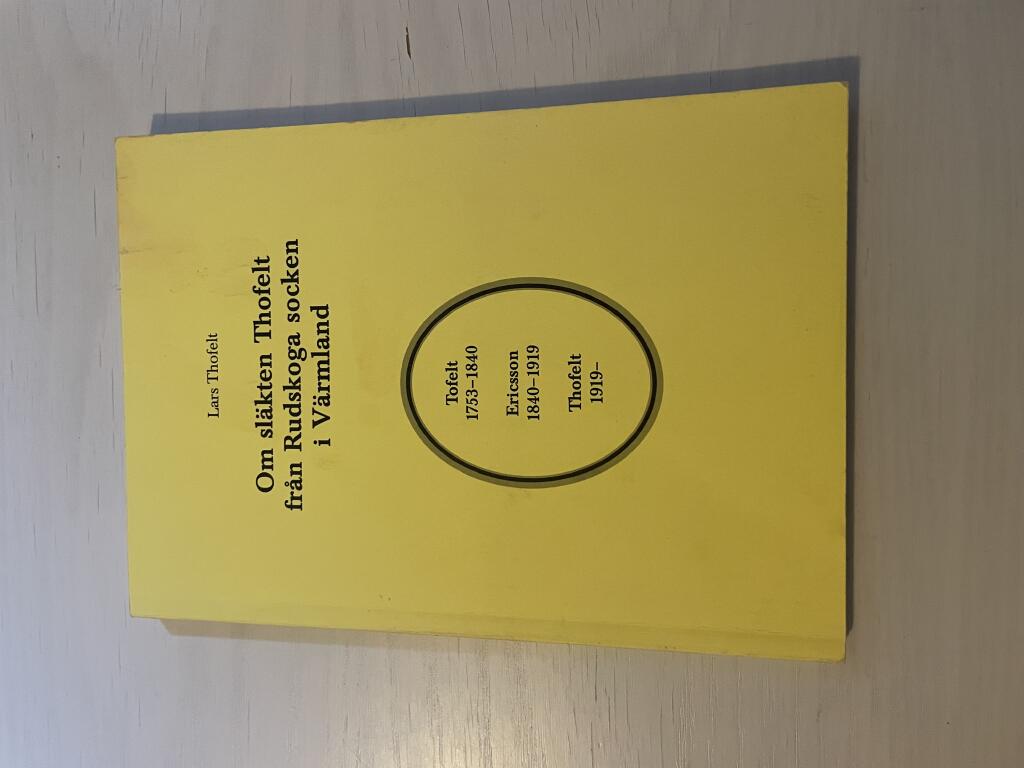 Lars Thofelt
Om släkten Thofelt
från Rudskoga socken
i Värmland
Tofelt
1753–1840
Ericsson
1840–1919
Thofelt
1919–